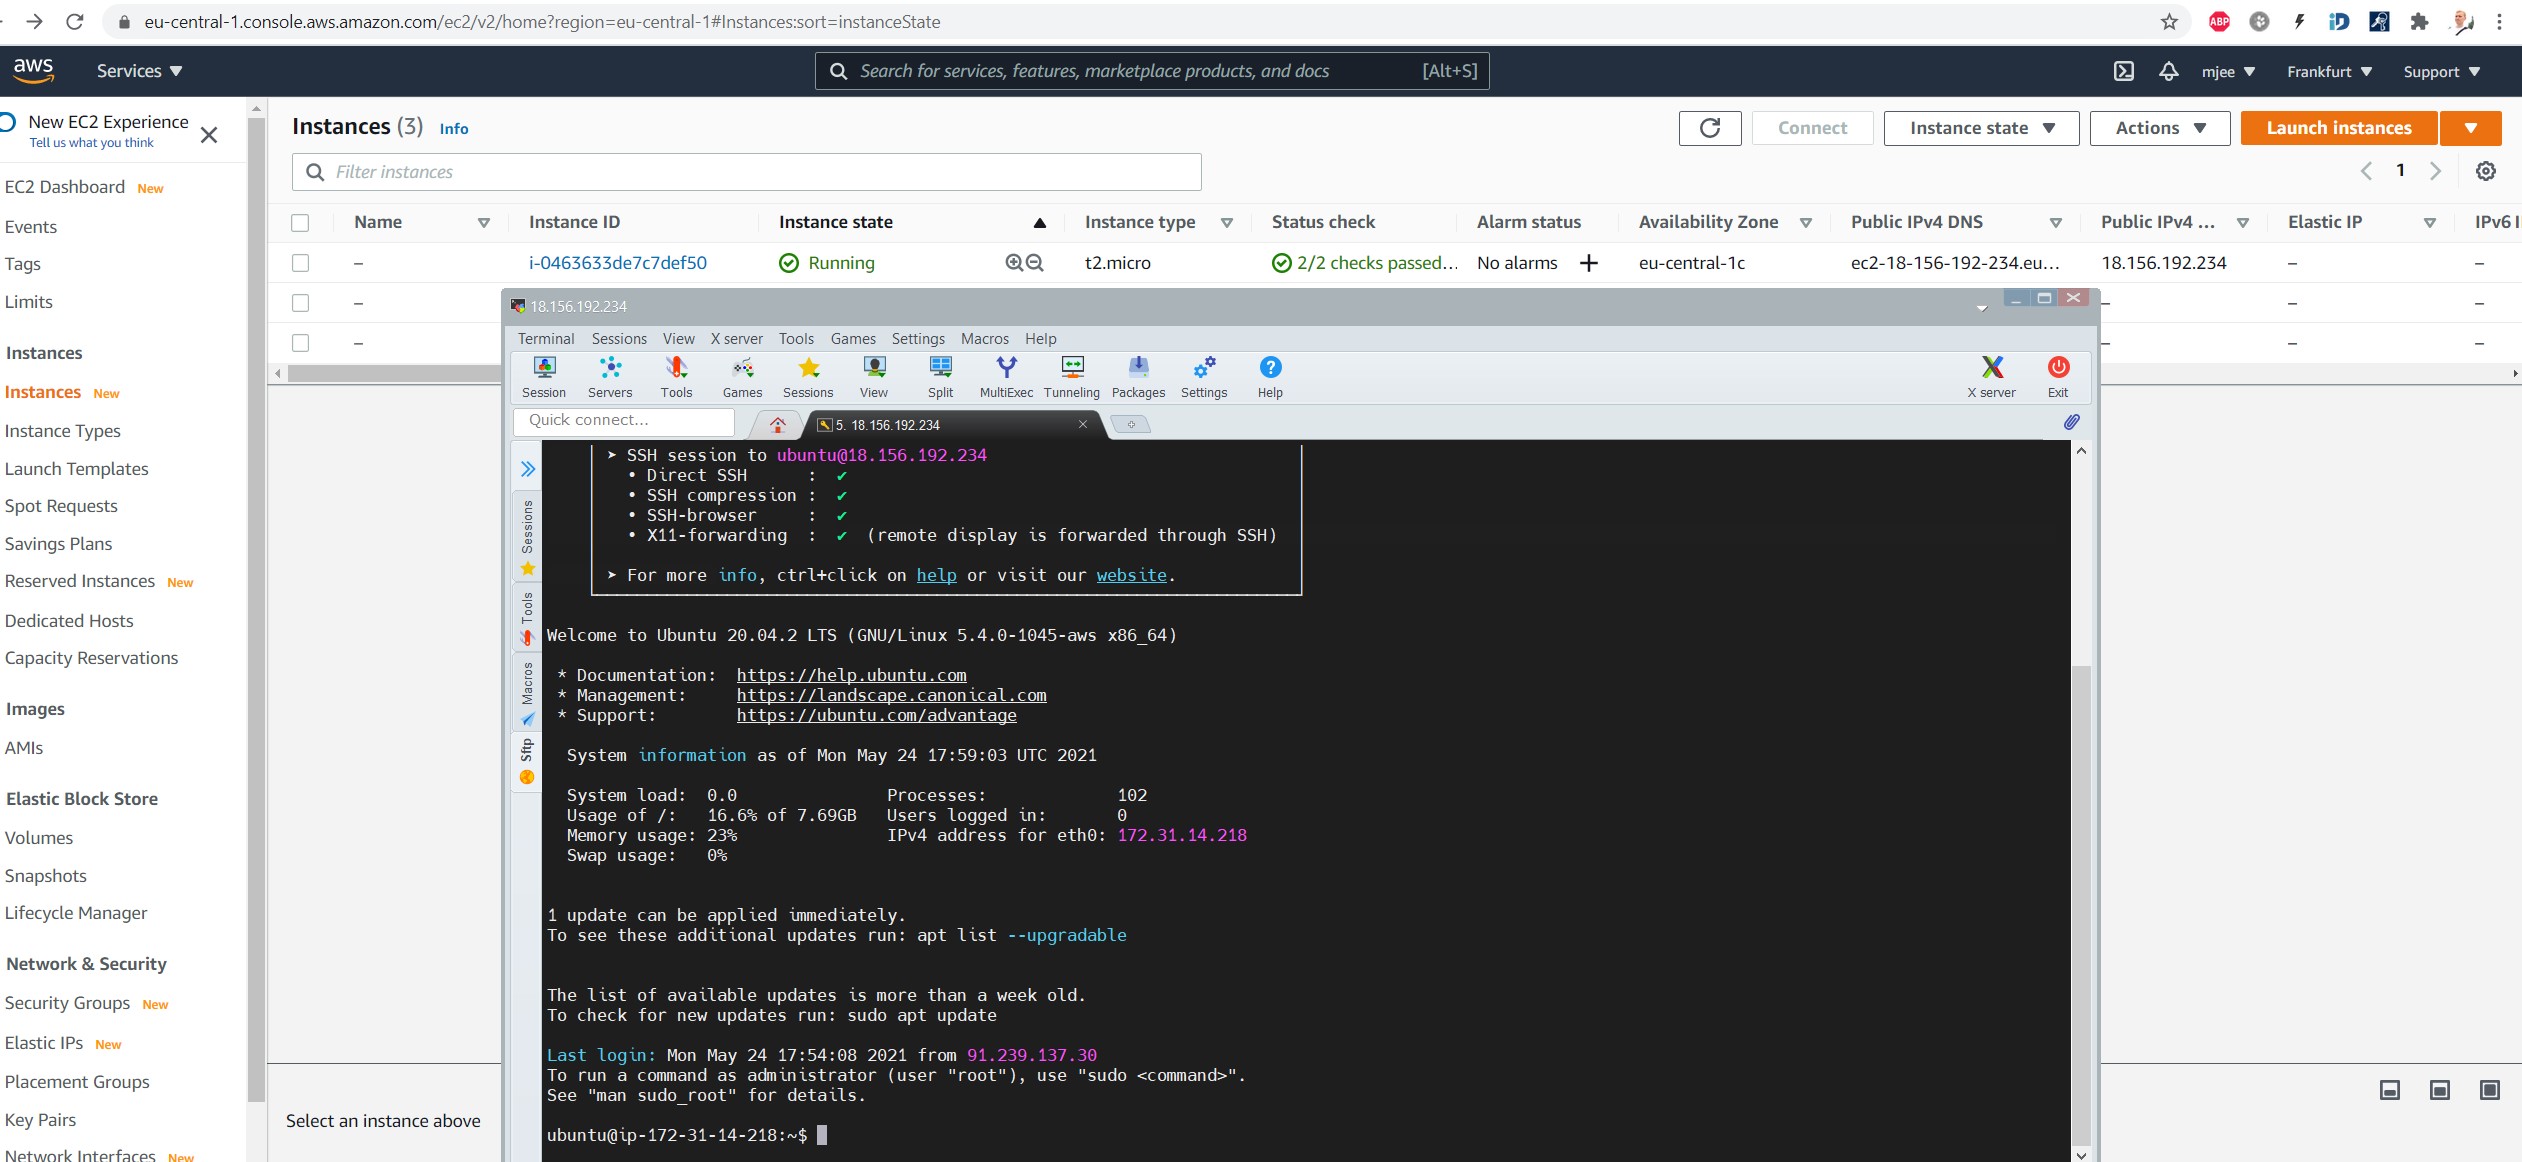 eu-central-1.console.aws.amazon.com/ec2/v2/home?region=eu-central-1#Instances:sort=instanceState
ABP
aws Services ▼ Search for services, features, marketplace products, and docs [Alt+S] mjee ▼ Frankfurt ▼ Support ▼
New EC2 Experience
Tell us what you think
EC2 Dashboard New
Events
Tags
Limits
Instances
Instances New
Instance Types
Launch Templates
Spot Requests
Savings Plans
Reserved Instances New
Dedicated Hosts
Capacity Reservations
Images
AMIs
Elastic Block Store
Volumes
Snapshots
Lifecycle Manager
Network & Security
Security Groups New
Elastic IPs New
Placement Groups
Key Pairs
Network Interfaces New
Instances (3) Info
Connect Instance state ▼ Actions ▼ Launch instances ▼
Filter instances
1
Name Instance ID Instance state Instance type Status check Alarm status Availability Zone Public IPv4 DNS Public IPv4 ... Elastic IP IPv6 I
– i-0463633de7c7def50 Running t2.micro 2/2 checks passed... No alarms + eu-central-1c ec2-18-156-192-234.eu... 18.156.192.234 – –
– – – –
– – – –
Select an instance above
18.156.192.234
Terminal Sessions View X server Tools Games Settings Macros Help
Session Servers Tools Games Sessions View Split MultiExec Tunneling Packages Settings Help X server Exit
Quick connect... 5. 18.156.192.234
Sessions
Tools
Macros
Sftp
➤ SSH session to ubuntu@18.156.192.234
• Direct SSH : ✔
• SSH compression : ✔
• SSH-browser : ✔
• X11-forwarding : ✔ (remote display is forwarded through SSH)
➤ For more info, ctrl+click on help or visit our website.
Welcome to Ubuntu 20.04.2 LTS (GNU/Linux 5.4.0-1045-aws x86_64)
* Documentation: https://help.ubuntu.com
* Management: https://landscape.canonical.com
* Support: https://ubuntu.com/advantage
System information as of Mon May 24 17:59:03 UTC 2021
System load: 0.0 Processes: 102
Usage of /: 16.6% of 7.69GB Users logged in: 0
Memory usage: 23% IPv4 address for eth0: 172.31.14.218
Swap usage: 0%
1 update can be applied immediately.
To see these additional updates run: apt list --upgradable
The list of available updates is more than a week old.
To check for new updates run: sudo apt update
Last login: Mon May 24 17:54:08 2021 from 91.239.137.30
To run a command as administrator (user "root"), use "sudo <command>".
See "man sudo_root" for details.
ubuntu@ip-172-31-14-218:~$